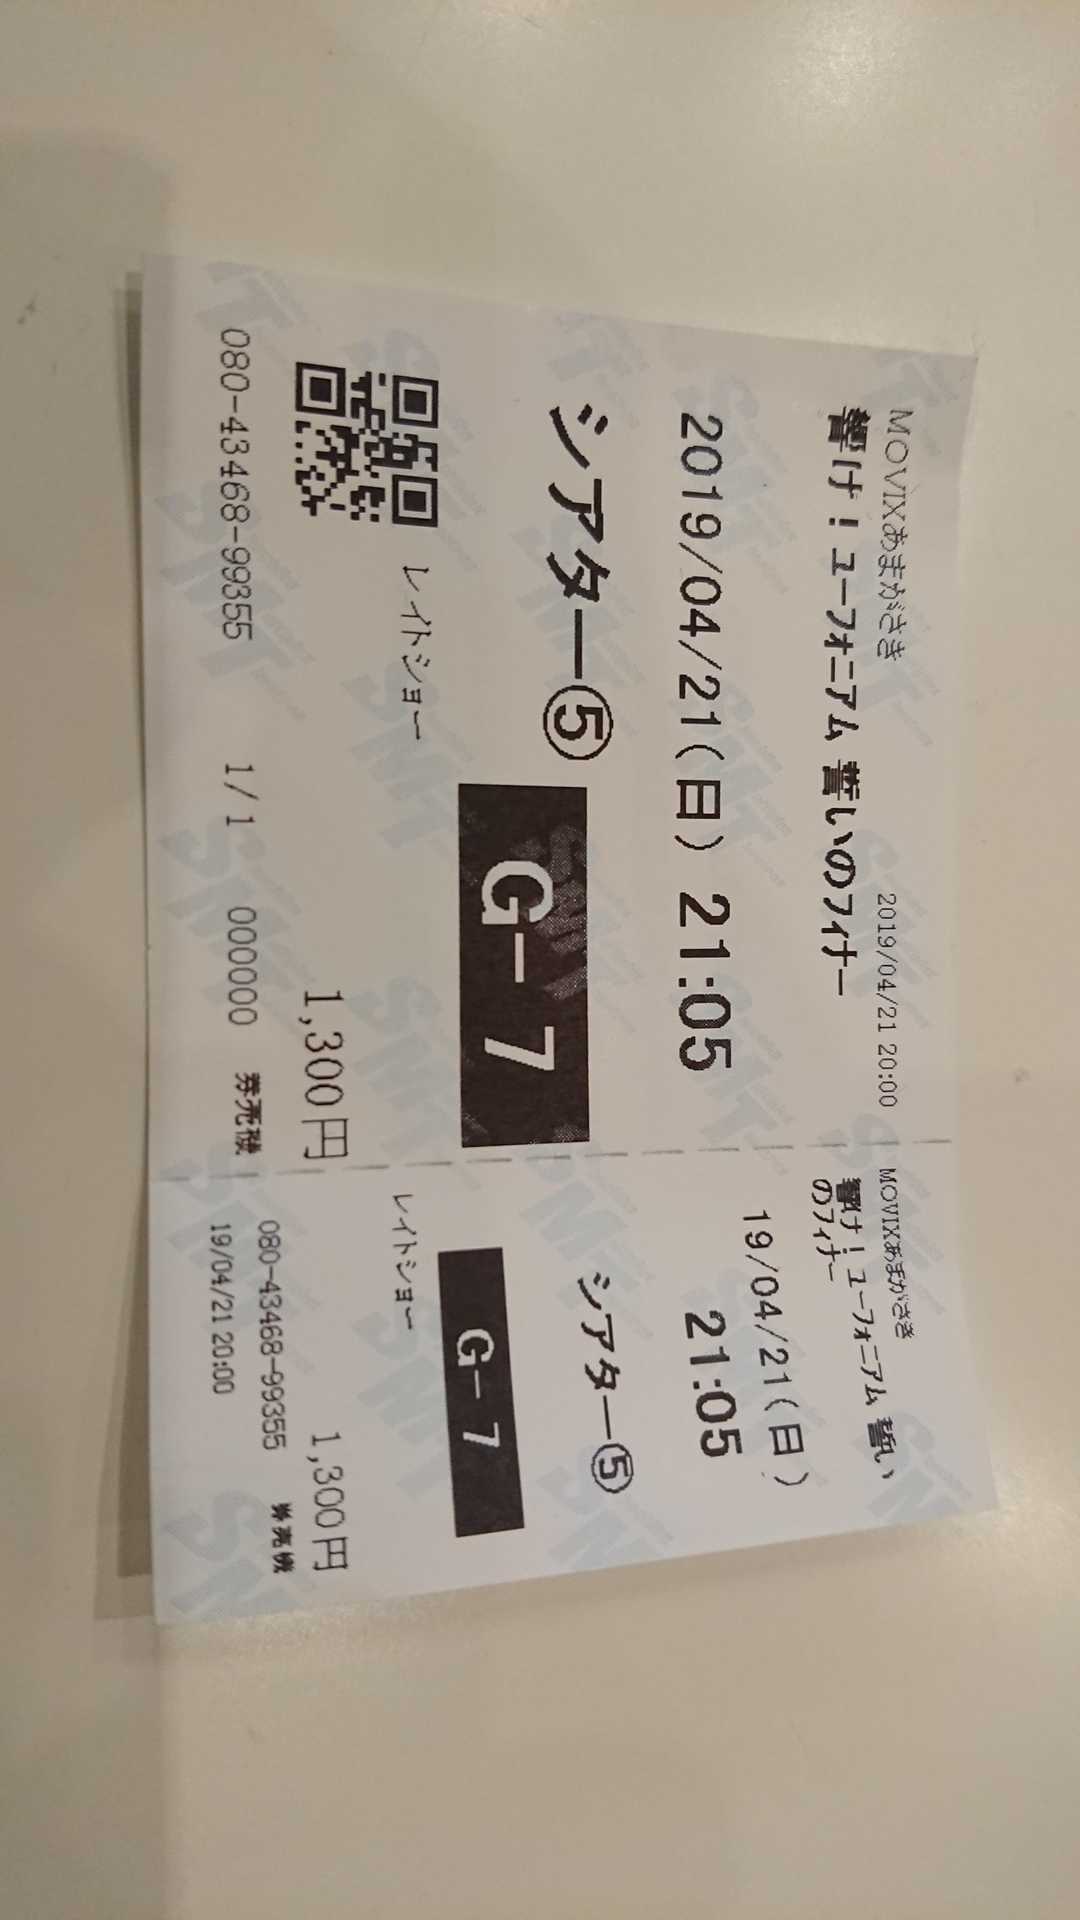 MOVIXあまがさき 2019/04/21 20:00
響け!ユーフォニアム 誓いのフィナー
2019/04/21(日) 21:05
シアター⑤
G-7
レイトショー
1,300円
080-43468-99355 1/1 000000 券売機
MOVIXあまがさき
響け!ユーフォニアム 誓い
のフィナー
19/04/21(日)
21:05
シアター⑤
G-7
レイトショー
1,300円
080-43468-99355 券売機
19/04/21 20:00